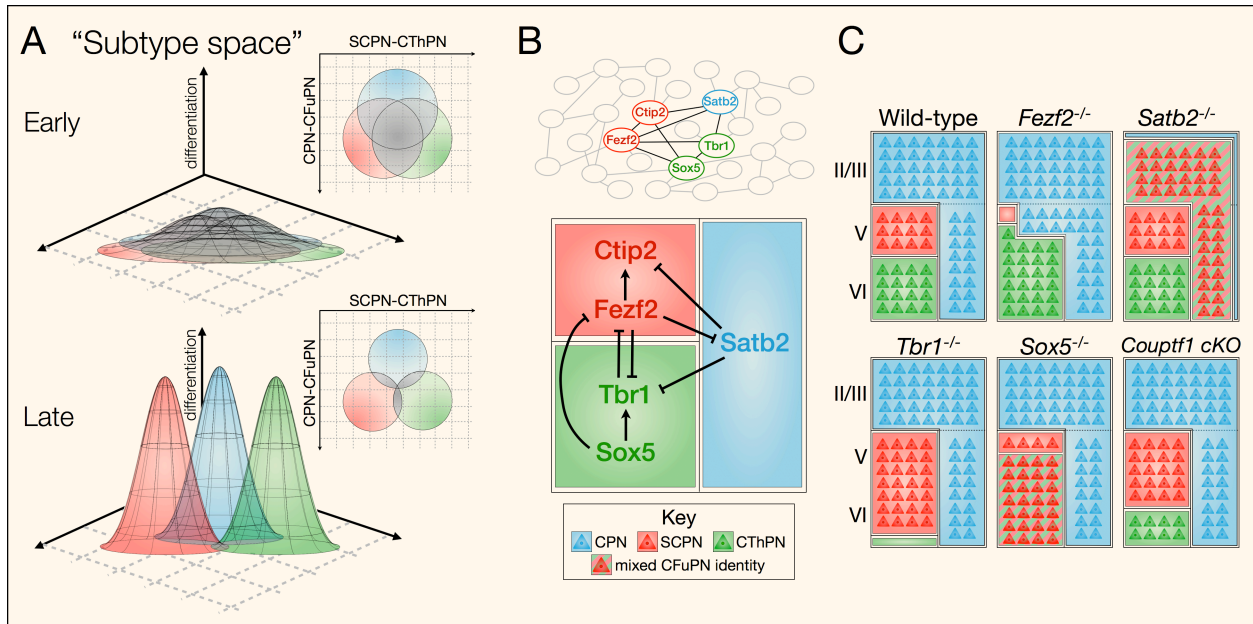 A
"Subtype space"
SCPN-CThPN
CPN-CFuPN
differentiation
Early
SCPN-CThPN
CPN-CFuPN
differentiation
Late
B
Ctip2
Satb2
Fezf2
Tbr1
Sox5
Ctip2
Fezf2
Satb2
Tbr1
Sox5
Key
CPN
SCPN
CThPN
mixed CFuPN identity
C
Wild-type
Fezf2-/-
Satb2-/-
II/III
V
VI
Tbr1-/-
Sox5-/-
Couptf1 cKO
II/III
V
VI